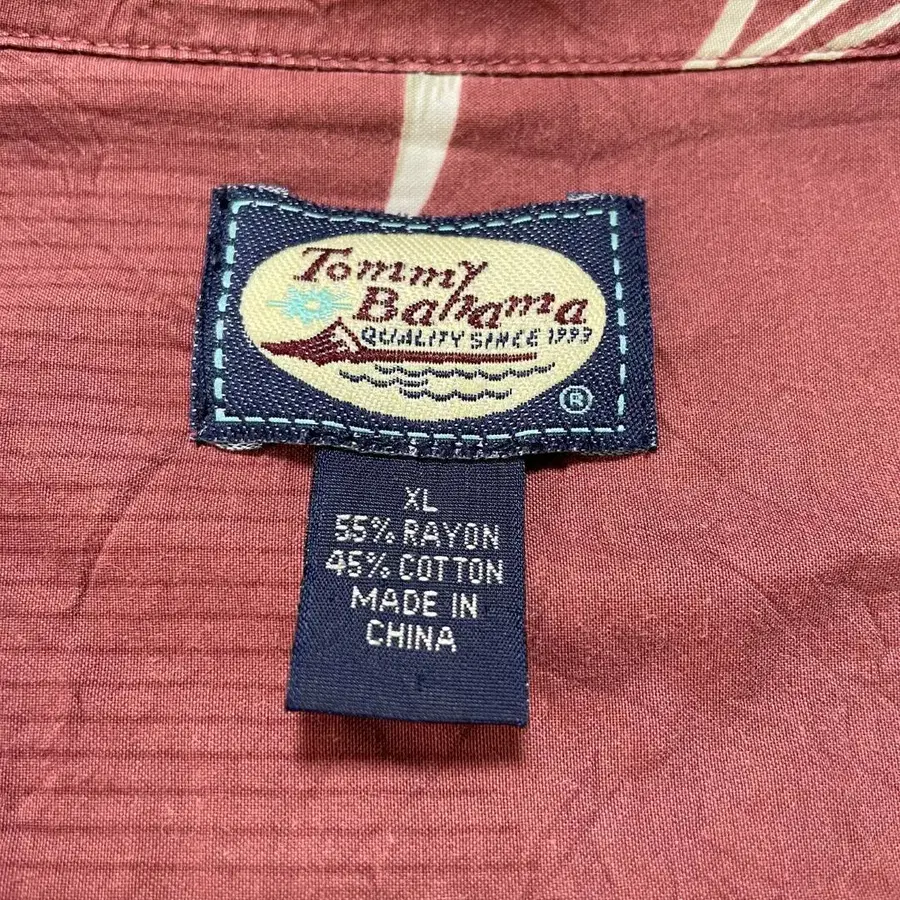 Tommy
Bahama
QUALITY SINCE 1993
®
XL
55% RAYON
45% COTTON
MADE IN
CHINA